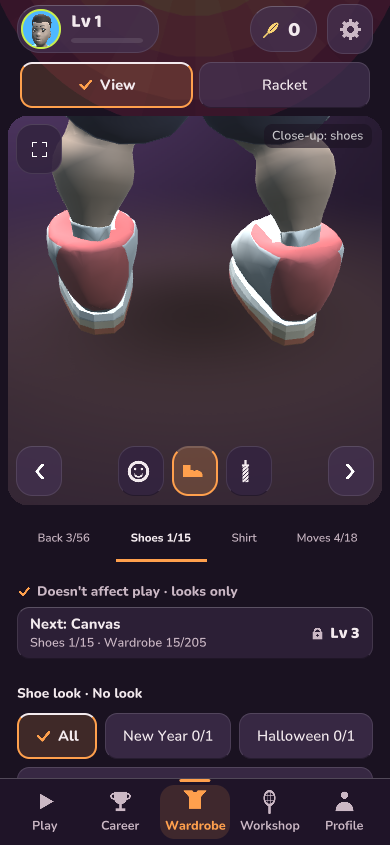 Lv 1
0
View
Racket
Close-up: shoes
Back 3/56
Shoes 1/15
Shirt
Moves 4/18
Doesn't affect play · looks only
Next: Canvas
Shoes 1/15 · Wardrobe 15/205
Lv 3
Shoe look · No look
All
New Year 0/1
Halloween 0/1
Play
Career
Wardrobe
Workshop
Profile